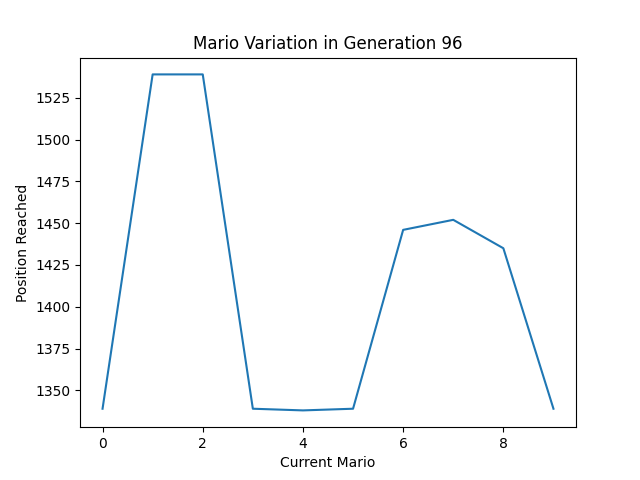 Mario Variation in Generation 96
Position Reached
1525
1500
1475
1450
1425
1400
1375
1350
0 2 4 6 8
Current Mario